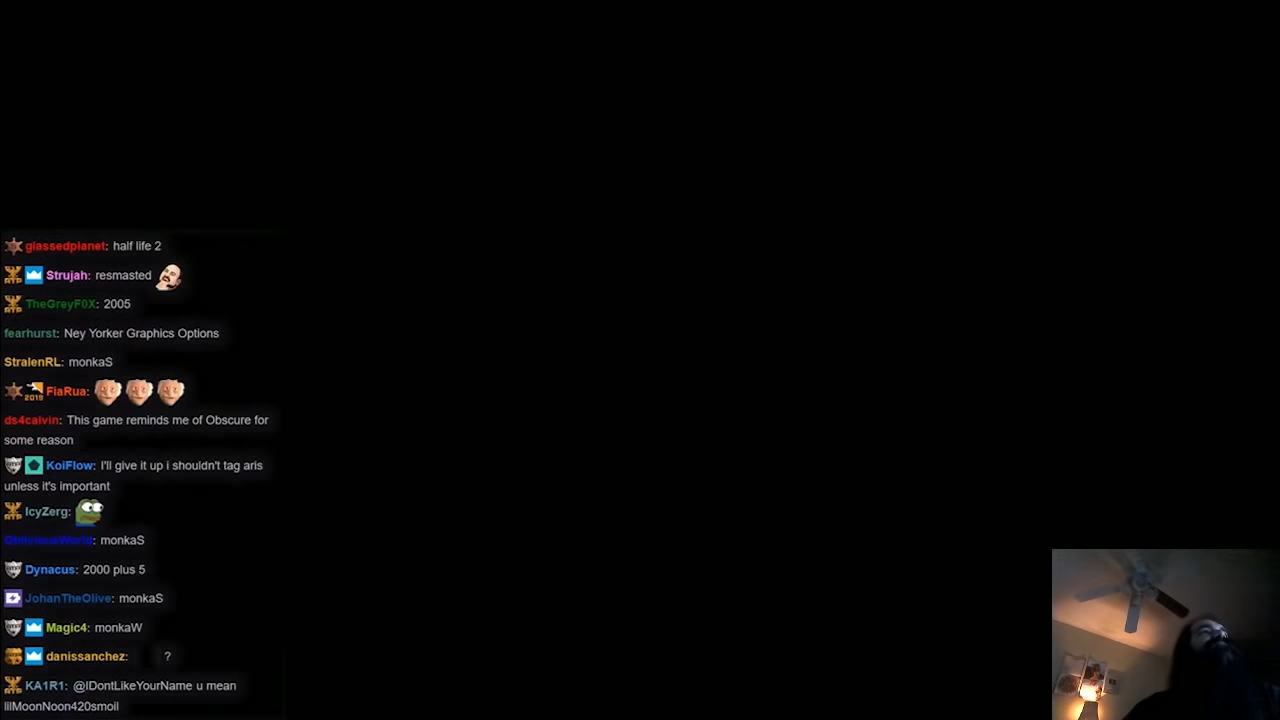 glassedplanet: half life 2
Strujah: resmasted
TheGreyF0X: 2005
fearhurst: Ney Yorker Graphics Options
StralenRL: monkaS
FiaRua:
ds4calvin: This game reminds me of Obscure for
some reason
KoiFlow: I'll give it up i shouldn't tag aris
unless it's important
IcyZerg:
monkaS
Dynacus: 2000 plus 5
JohanTheOlive: monkaS
Magic4: monkaW
danissanchez: ?
KA1R1: @IDontLikeYourName u mean
lilMoonNoon420smoil